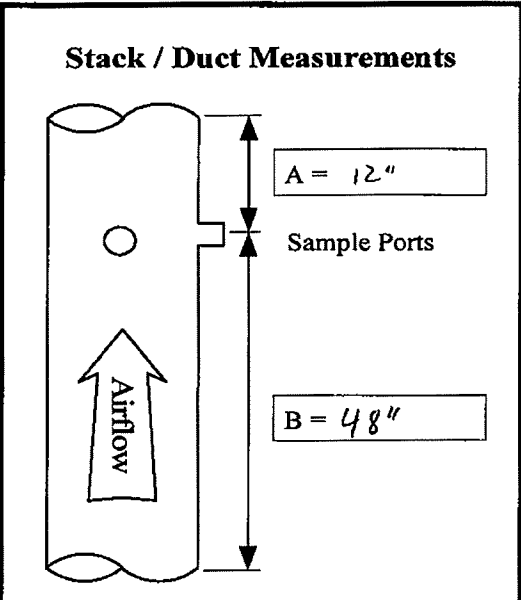 Stack / Duct Measurements
A = 12"
Sample Ports
Airflow
B = 48"